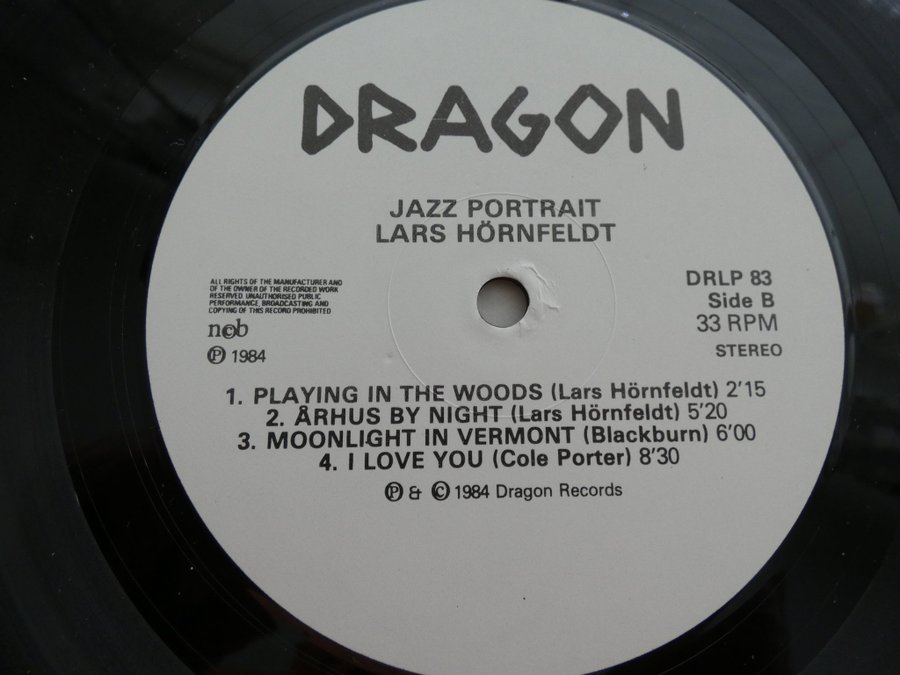 DRAGON
JAZZ PORTRAIT
LARS HÖRNFELDT
ALL RIGHTS OF THE MANUFACTURER AND
OF THE OWNER OF THE RECORDED WORK
RESERVED. UNAUTHORISED PUBLIC
PERFORMANCE, BROADCASTING AND
COPYING OF THIS RECORD PROHIBITED
n©b
Ⓟ 1984
DRLP 83
Side B
33 RPM
STEREO
1. PLAYING IN THE WOODS (Lars Hörnfeldt) 2'15
2. ÅRHUS BY NIGHT (Lars Hörnfeldt) 5'20
3. MOONLIGHT IN VERMONT (Blackburn) 6'00
4. I LOVE YOU (Cole Porter) 8'30
Ⓟ & © 1984 Dragon Records